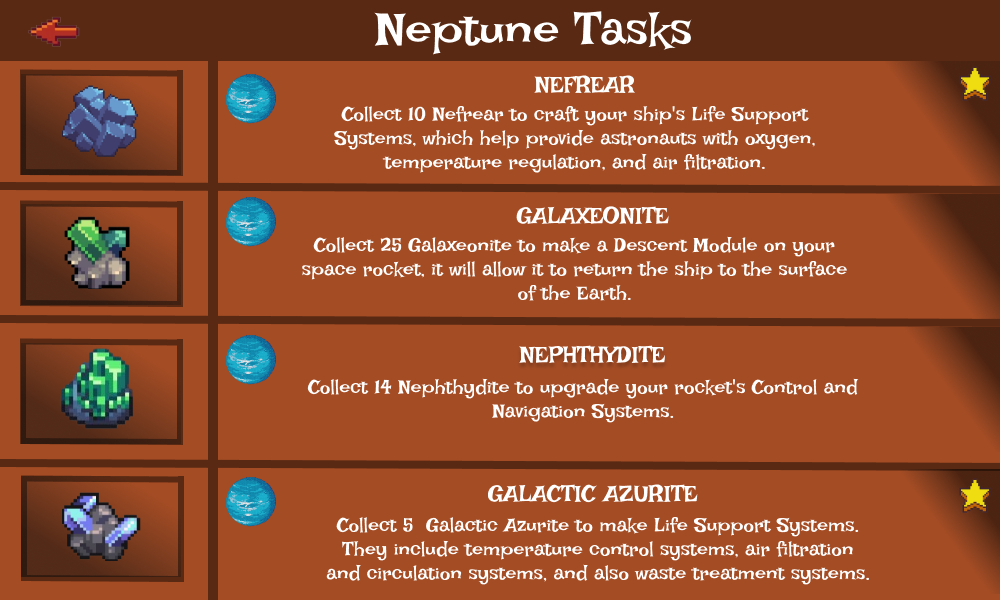 Neptune Tasks
NEFREAR
Collect 10 Nefrear to craft your ship's Life Support
Systems, which help provide astronauts with oxygen,
temperature regulation, and air filtration.
GALAXEONITE
Collect 25 Galaxeonite to make a Descent Module on your
space rocket, it will allow it to return the ship to the surface
of the Earth.
NEPHTHYDITE
Collect 14 Nephthydite to upgrade your rocket's Control and
Navigation Systems.
GALACTIC AZURITE
Collect 5  Galactic Azurite to make Life Support Systems.
They include temperature control systems, air filtration
and circulation systems, and also waste treatment systems.